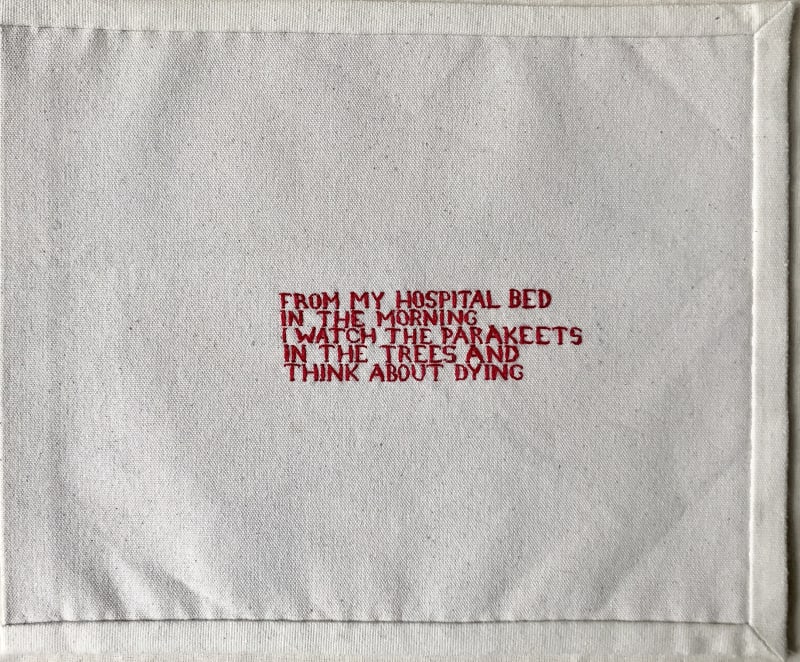 FROM MY HOSPITAL BED
IN THE MORNING
I WATCH THE PARAKEETS
IN THE TREES AND
THINK ABOUT DYING